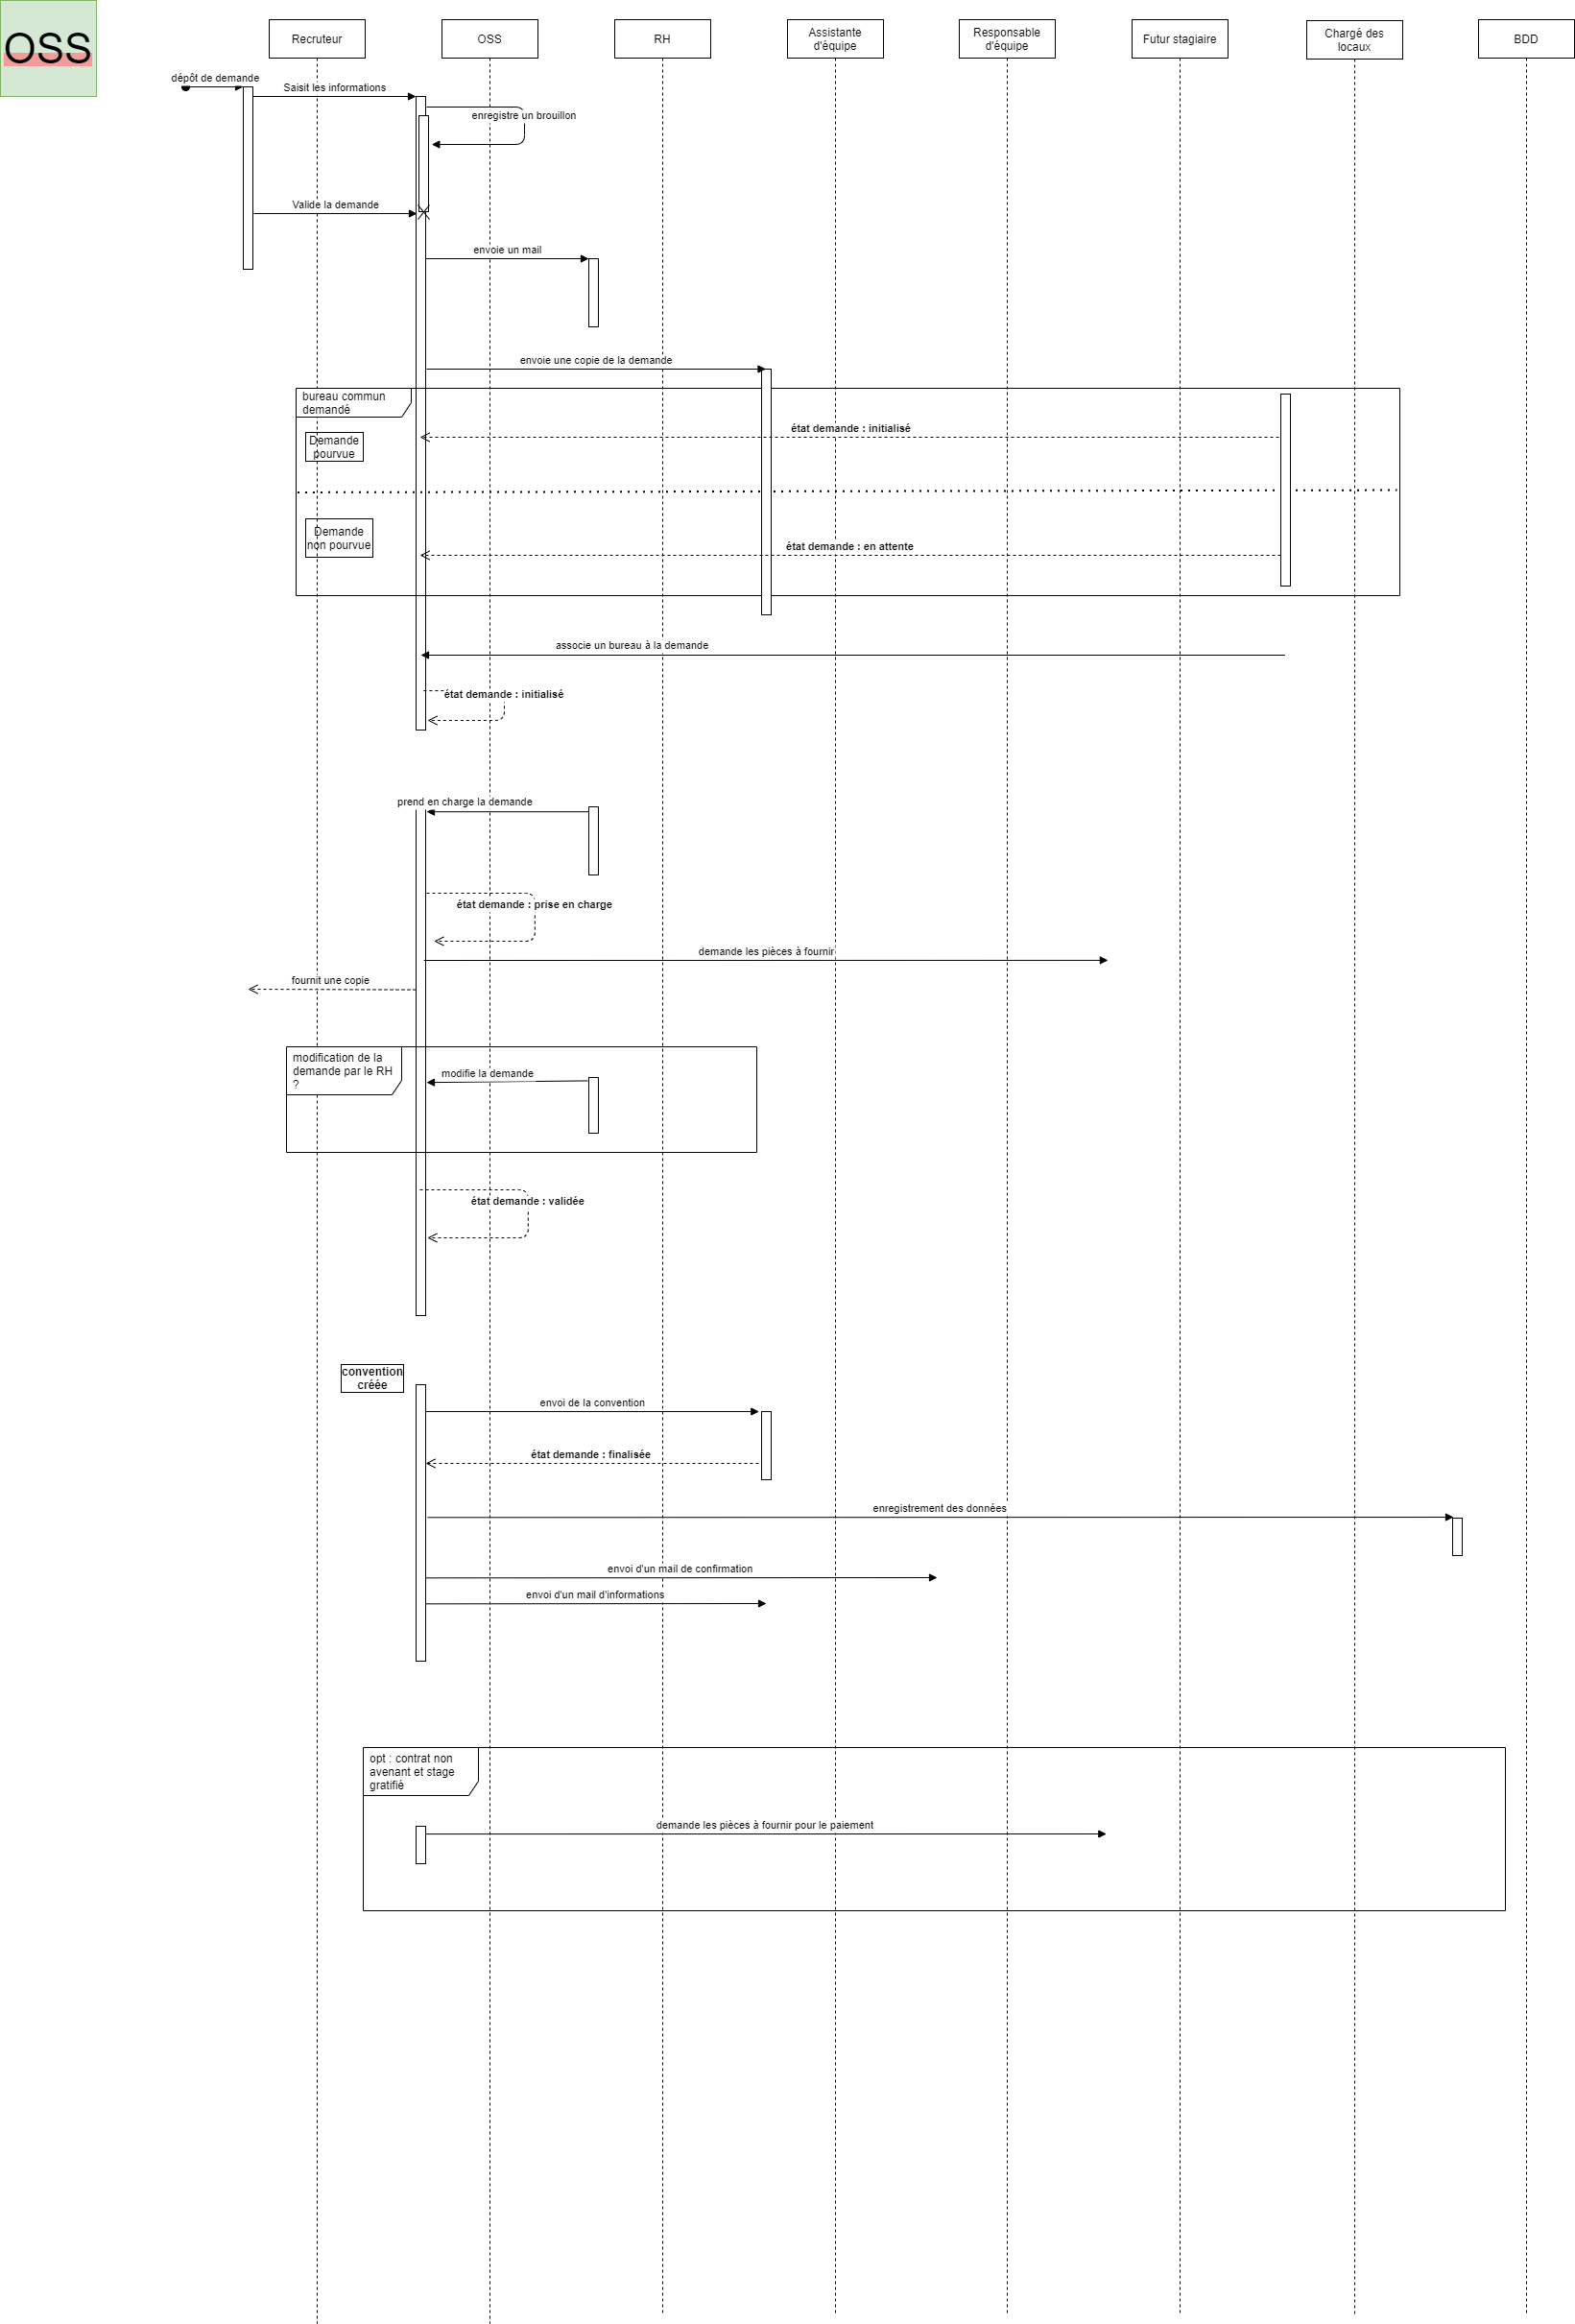 OSS
Recruteur
OSS
RH
Assistante
d'équipe
Responsable
d'équipe
Futur stagiaire
Chargé des
locaux
BDD
dépôt de demande
Saisit les informations
enregistre un brouillon
Valide la demande
envoie un mail
envoie une copie de la demande
bureau commun
demandé
état demande : initialisé
Demande
pourvue
Demande
non pourvue
état demande : en attente
associe un bureau à la demande
état demande : initialisé
prend en charge la demande
état demande : prise en charge
demande les pièces à fournir
fournit une copie
modification de la
demande par le RH
?
modifie la demande
état demande : validée
convention
créée
envoi de la convention
état demande : finalisée
enregistrement des données
envoi d'un mail de confirmation
envoi d'un mail d'informations
opt : contrat non
avenant et stage
gratifié
demande les pièces à fournir pour le paiement